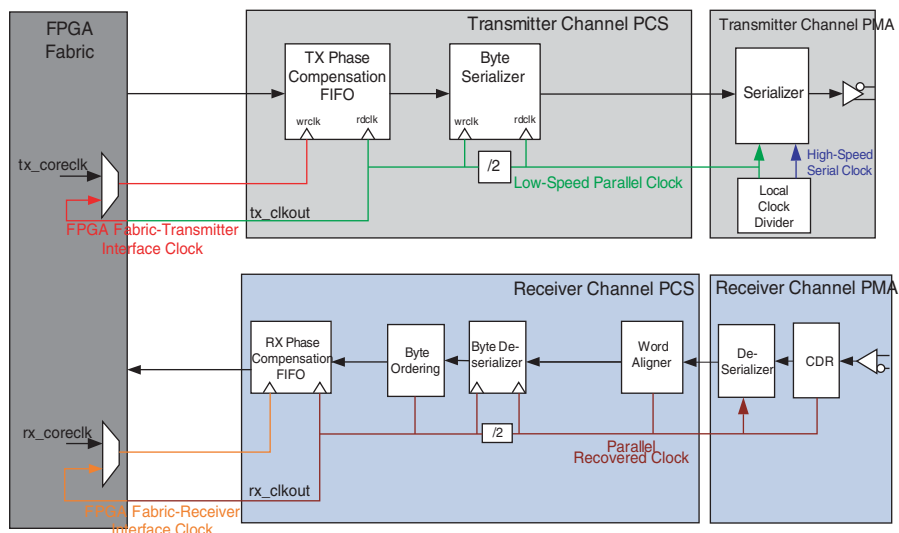 FPGA
Fabric
Transmitter Channel PCS
Transmitter Channel PMA
TX Phase
Compensation
FIFO
wrclk
rdclk
Byte
Serializer
wrclk
rdclk
Serializer
/2
tx_coreclk
tx_clkout
Low-Speed Parallel Clock
High-Speed
Serial Clock
Local
Clock
Divider
FPGA Fabric-Transmitter
Interface Clock
Receiver Channel PCS
Receiver Channel PMA
RX Phase
Compensation
FIFO
Byte
Ordering
Byte De-
serializer
Word
Aligner
De-
Serializer
CDR
/2
rx_coreclk
Parallel
Recovered Clock
rx_clkout
FPGA Fabric-Receiver
Interface Clock